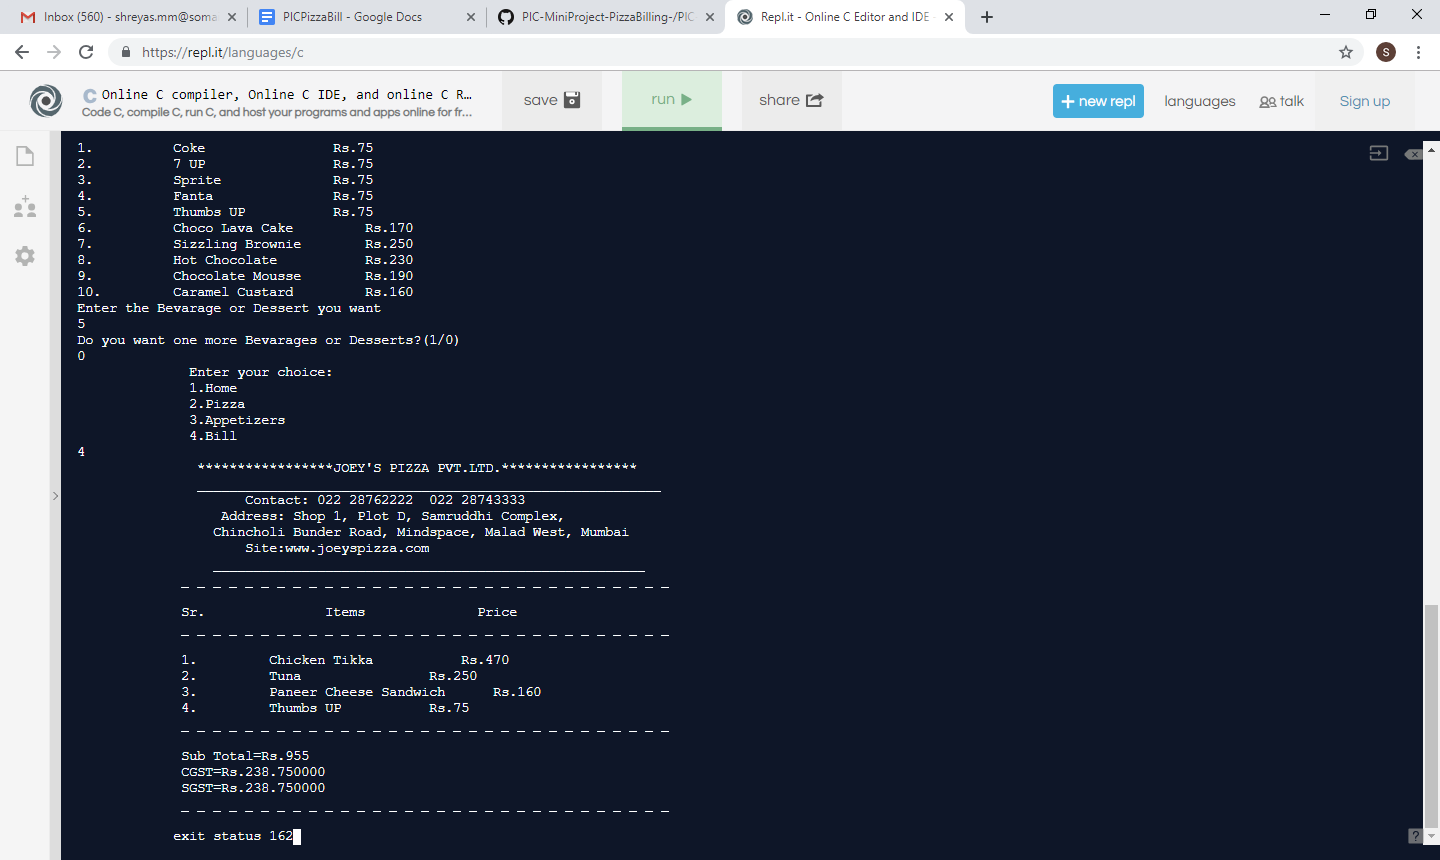 Inbox (560) - shreyas.mm@soma
PICPizzaBill - Google Docs
PIC-MiniProject-PizzaBilling-/PIC
Repl.it - Online C Editor and IDE
https://repl.it/languages/c
S
C Online C compiler, Online C IDE, and online C R…
Code C, compile C, run C, and host your programs and apps online for fr…
save
run
share
+ new repl
languages
talk
Sign up
1. Coke Rs.75
2. 7 UP Rs.75
3. Sprite Rs.75
4. Fanta Rs.75
5. Thumbs UP Rs.75
6. Choco Lava Cake Rs.170
7. Sizzling Brownie Rs.250
8. Hot Chocolate Rs.230
9. Chocolate Mousse Rs.190
10. Caramel Custard Rs.160
Enter the Bevarage or Dessert you want
5
Do you want one more Bevarages or Desserts?(1/0)
0
Enter your choice:
1.Home
2.Pizza
3.Appetizers
4.Bill
4
*****************JOEY'S PIZZA PVT.LTD.*****************
__________________________________________________________
Contact: 022 28762222  022 28743333
Address: Shop 1, Plot D, Samruddhi Complex,
Chincholi Bunder Road, Mindspace, Malad West, Mumbai
Site:www.joeyspizza.com
______________________________________________________
_ _ _ _ _ _ _ _ _ _ _ _ _ _ _ _ _ _ _ _ _ _ _ _ _ _ _ _ _ _ _
Sr. Items Price
_ _ _ _ _ _ _ _ _ _ _ _ _ _ _ _ _ _ _ _ _ _ _ _ _ _ _ _ _ _ _
1. Chicken Tikka Rs.470
2. Tuna Rs.250
3. Paneer Cheese Sandwich Rs.160
4. Thumbs UP Rs.75
_ _ _ _ _ _ _ _ _ _ _ _ _ _ _ _ _ _ _ _ _ _ _ _ _ _ _ _ _ _ _
Sub Total=Rs.955
CGST=Rs.238.750000
SGST=Rs.238.750000
_ _ _ _ _ _ _ _ _ _ _ _ _ _ _ _ _ _ _ _ _ _ _ _ _ _ _ _ _ _ _
exit status 162
?